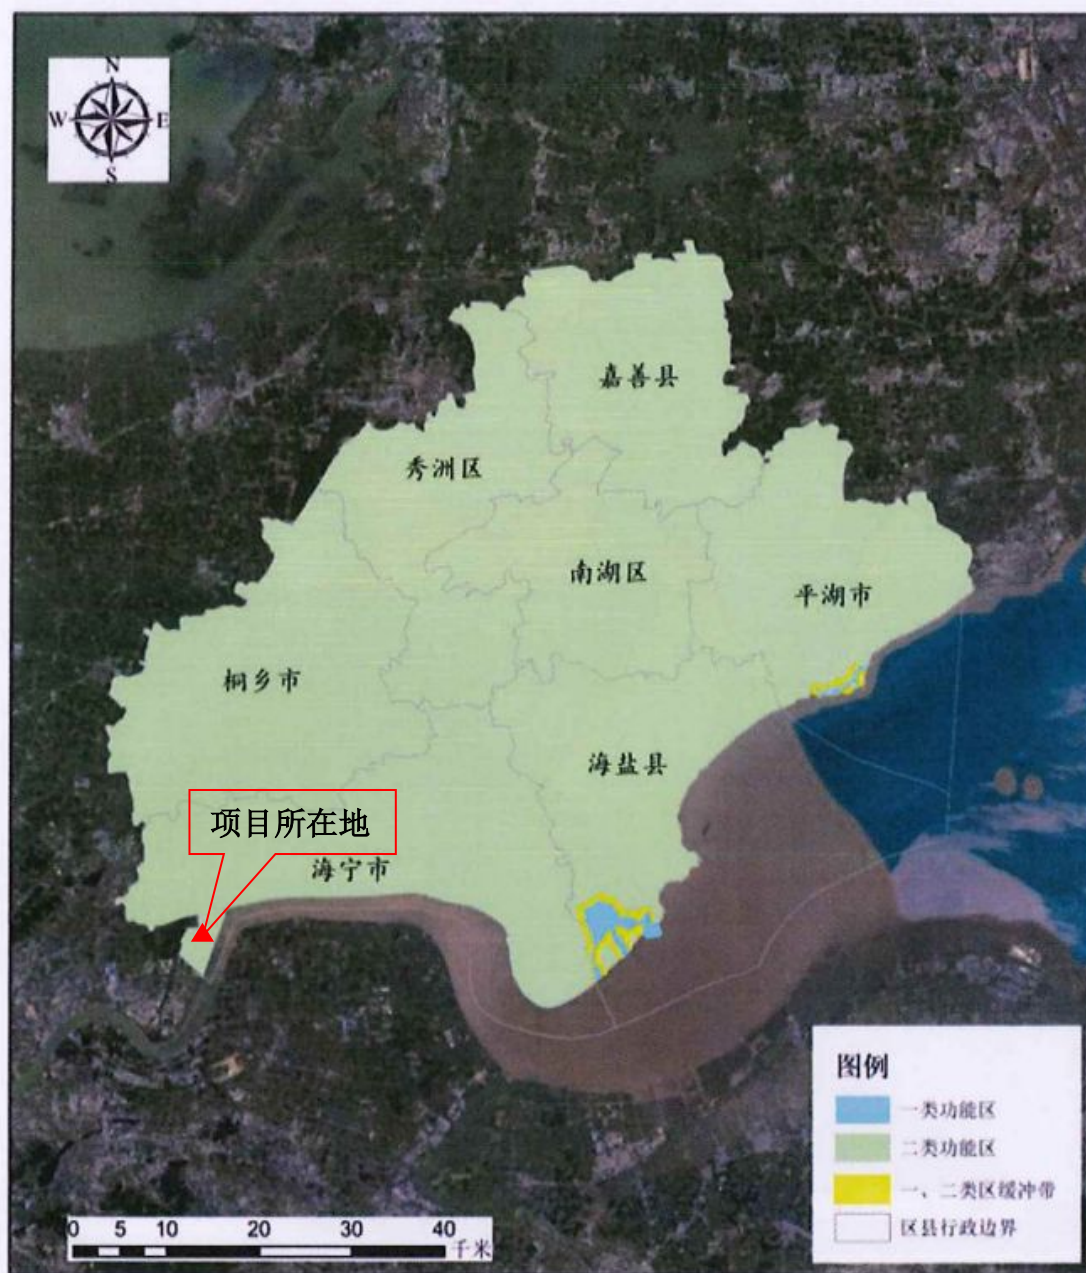 N
W E
S
嘉善县
秀洲区
南湖区
平湖市
桐乡市
海盐县
项目所在地
海宁市
图例
一类功能区
二类功能区
一、二类区缓冲带
区县行政边界
0 5 10 20 30 40
千米